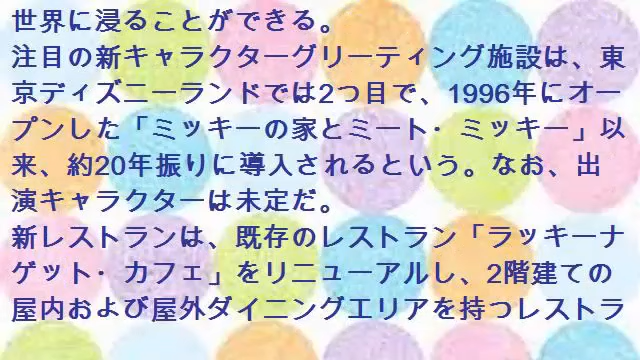 世界に浸ることができる。
注目の新キャラクターグリーティング施設は、東
京ディズニーランドでは2つ目で、1996年にオー
プンした「ミッキーの家とミート・ミッキー」以
来、約20年振りに導入されるという。なお、出
演キャラクターは未定だ。
新レストランは、既存のレストラン「ラッキーナ
ゲット・カフェ」をリニューアルし、2階建ての
屋内および屋外ダイニングエリアを持つレストラ